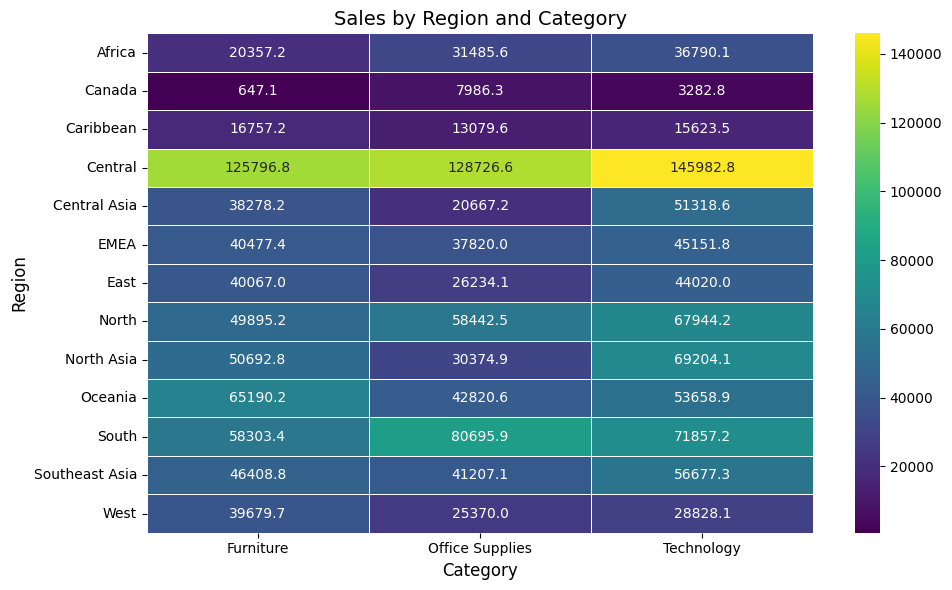 Sales by Region and Category
Region
Africa 20357.2 31485.6 36790.1
Canada 647.1 7986.3 3282.8
Caribbean 16757.2 13079.6 15623.5
Central 125796.8 128726.6 145982.8
Central Asia 38278.2 20667.2 51318.6
EMEA 40477.4 37820.0 45151.8
East 40067.0 26234.1 44020.0
North 49895.2 58442.5 67944.2
North Asia 50692.8 30374.9 69204.1
Oceania 65190.2 42820.6 53658.9
South 58303.4 80695.9 71857.2
Southeast Asia 46408.8 41207.1 56677.3
West 39679.7 25370.0 28828.1
Furniture Office Supplies Technology
Category
140000
120000
100000
80000
60000
40000
20000